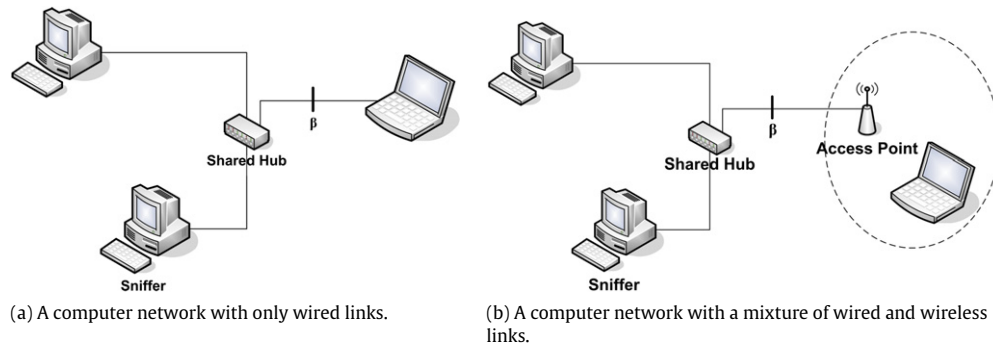 β
Shared Hub
Sniffer
(a) A computer network with only wired links.
β
Access Point
Shared Hub
Sniffer
(b) A computer network with a mixture of wired and wireless
links.